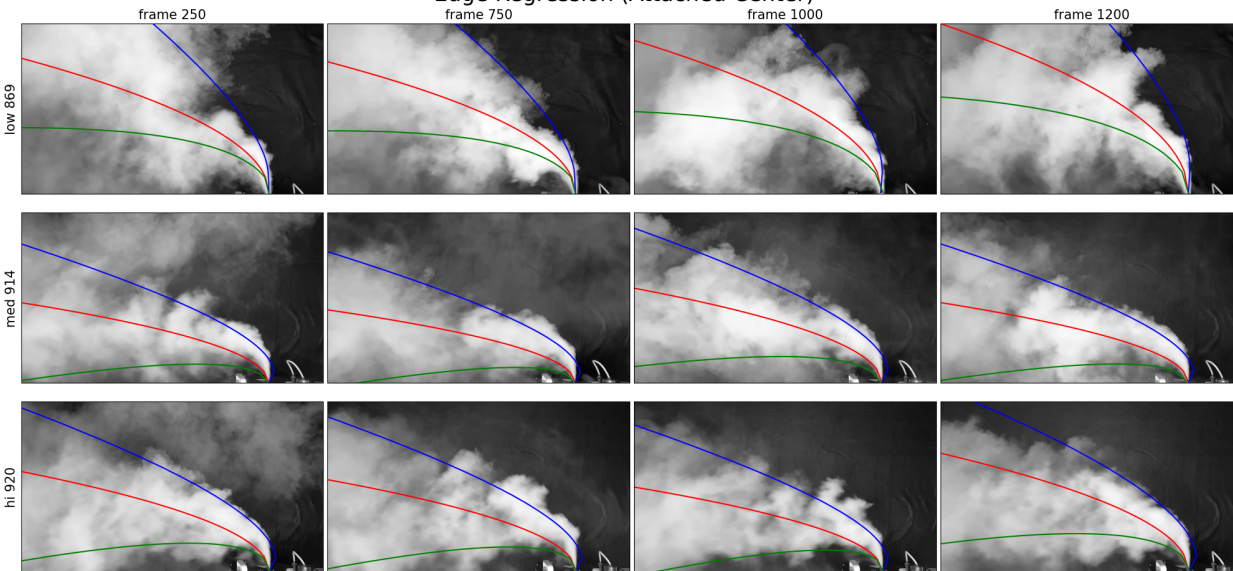 Edge Regression (Attached Center)
frame 250 frame 750 frame 1000 frame 1200
low 869
med 914
hi 920